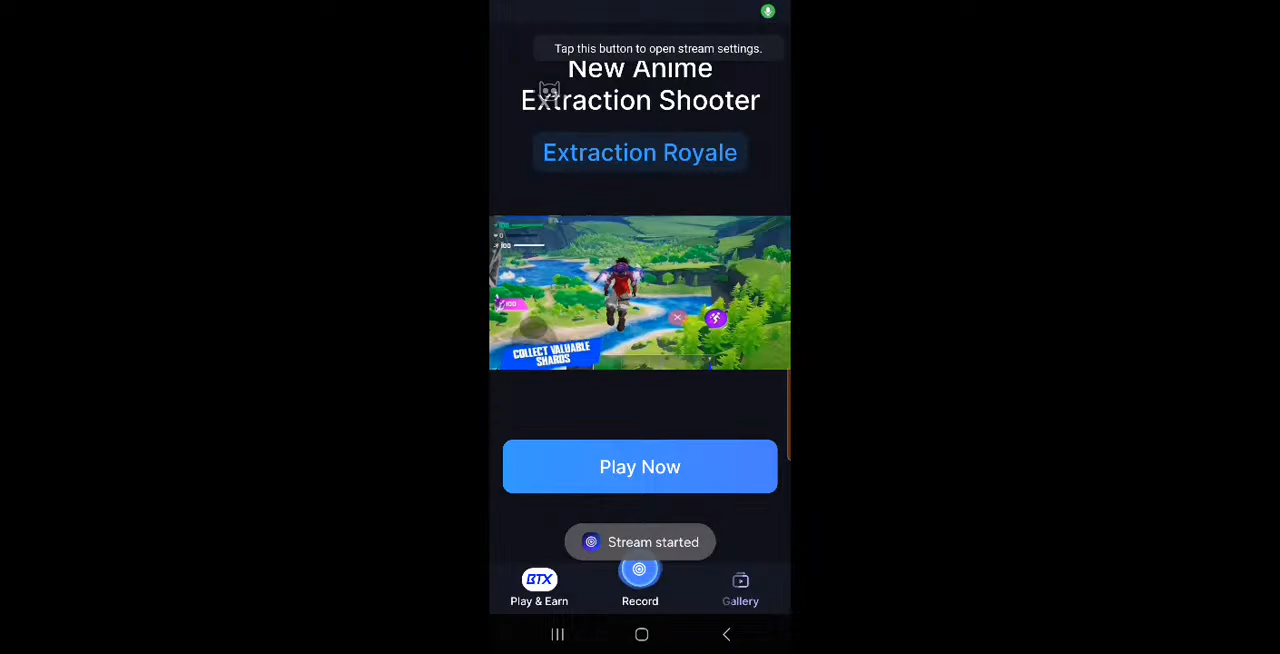 Tap this button to open stream settings.
New Anime
Extraction Shooter
Extraction Royale
100
COLLECT VALUABLE
SHARDS
Play Now
Stream started
BTX
Play & Earn
Record
Gallery